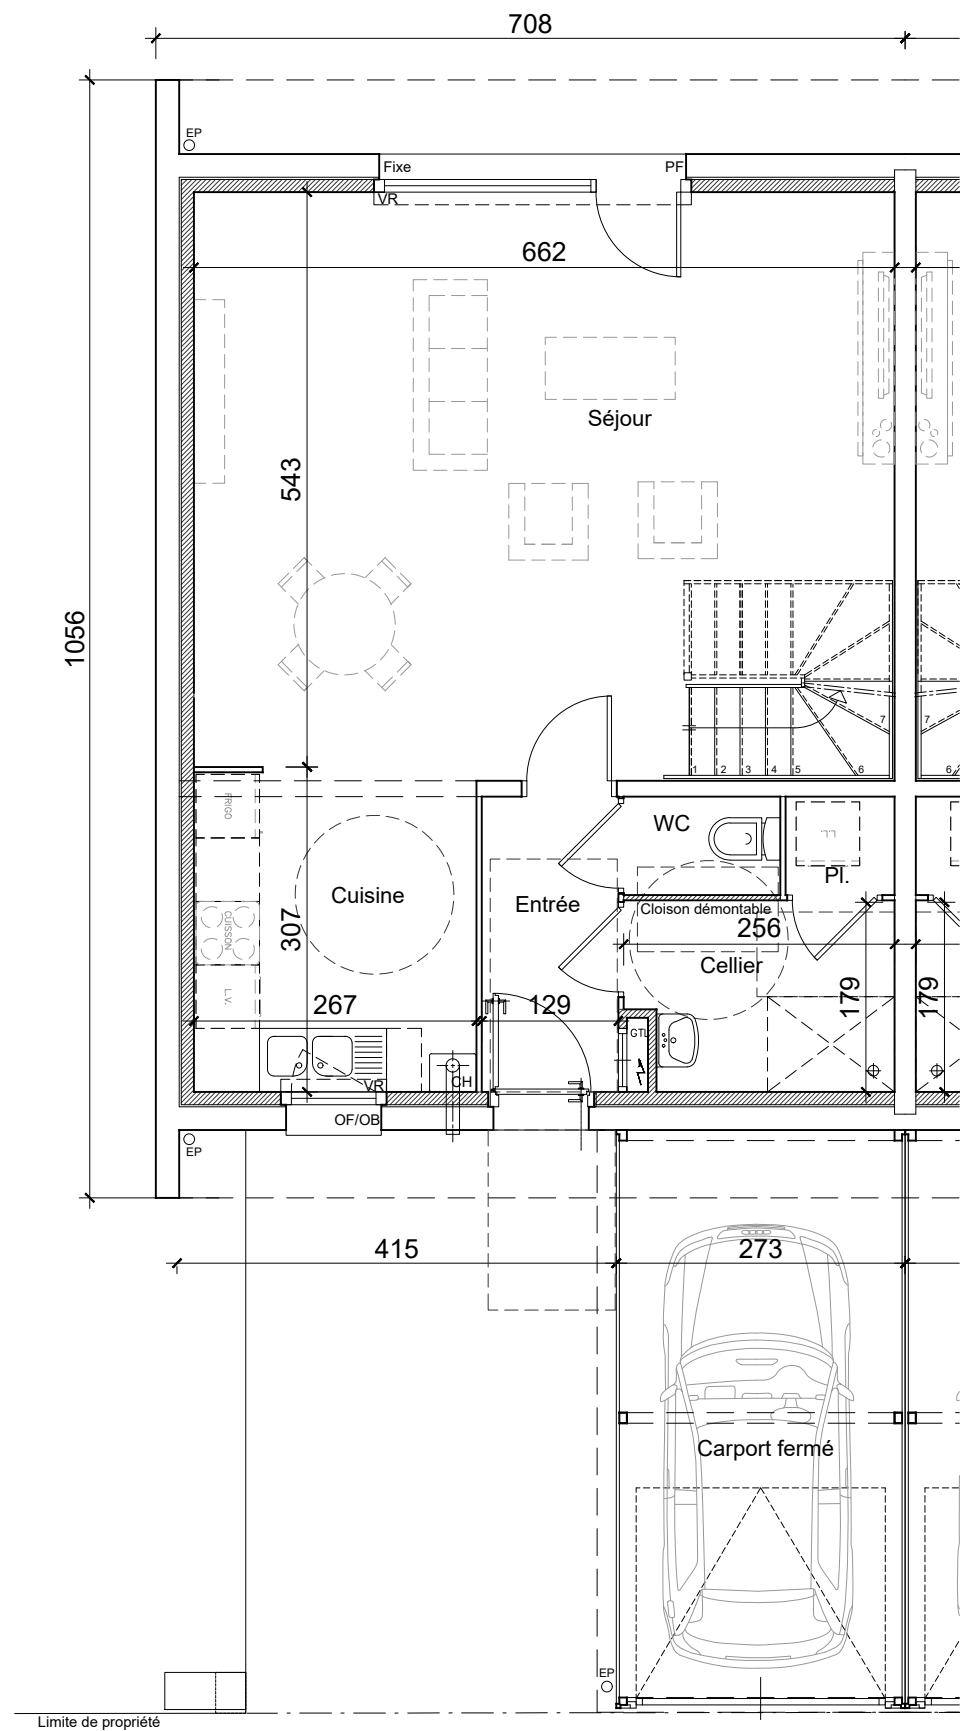 708
EP
Fixe
PF
VR
662
Séjour
543
1056
1
2
3
4
5
6
7
7
6
FRIGO
WC
LL
Pl.
Cuisine
Entrée
Cloison démontable
256
CUISSON
307
Cellier
L.V.
267
129
179
179
GTL
CH
VR
OF/OB
EP
415
273
Carport fermé
EP
Limite de propriété